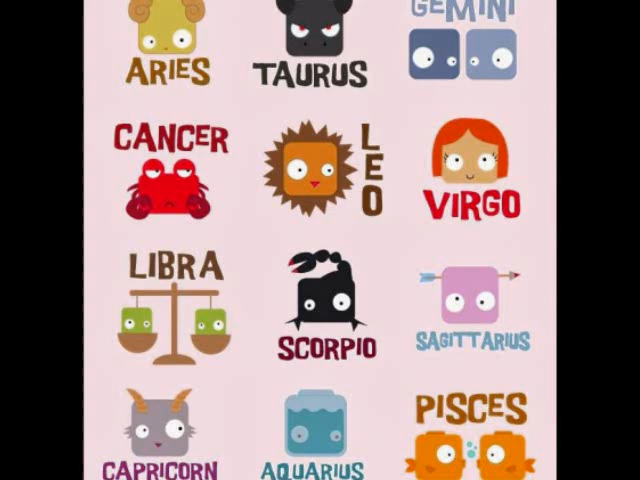 GEMINI
ARIES
TAURUS
CANCER
LEO
VIRGO
LIBRA
SCORPIO
SAGITTARIUS
PISCES
CAPRICORN
AQUARIUS